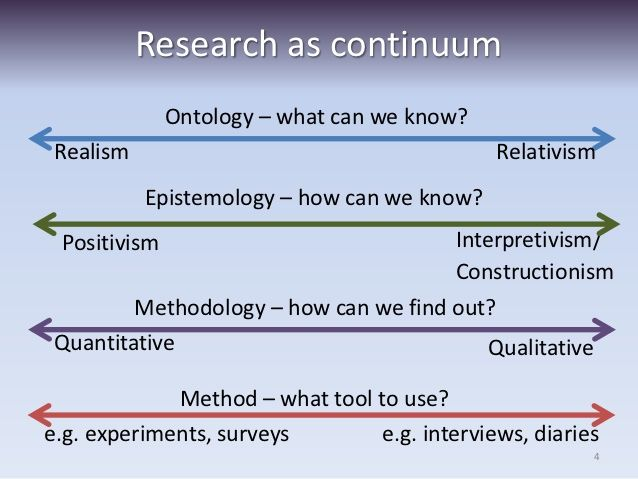 Research as continuum
Ontology – what can we know?
Realism
Relativism
Epistemology – how can we know?
Positivism
Interpretivism/
Constructionism
Methodology – how can we find out?
Quantitative
Qualitative
Method – what tool to use?
e.g. experiments, surveys
e.g. interviews, diaries
4